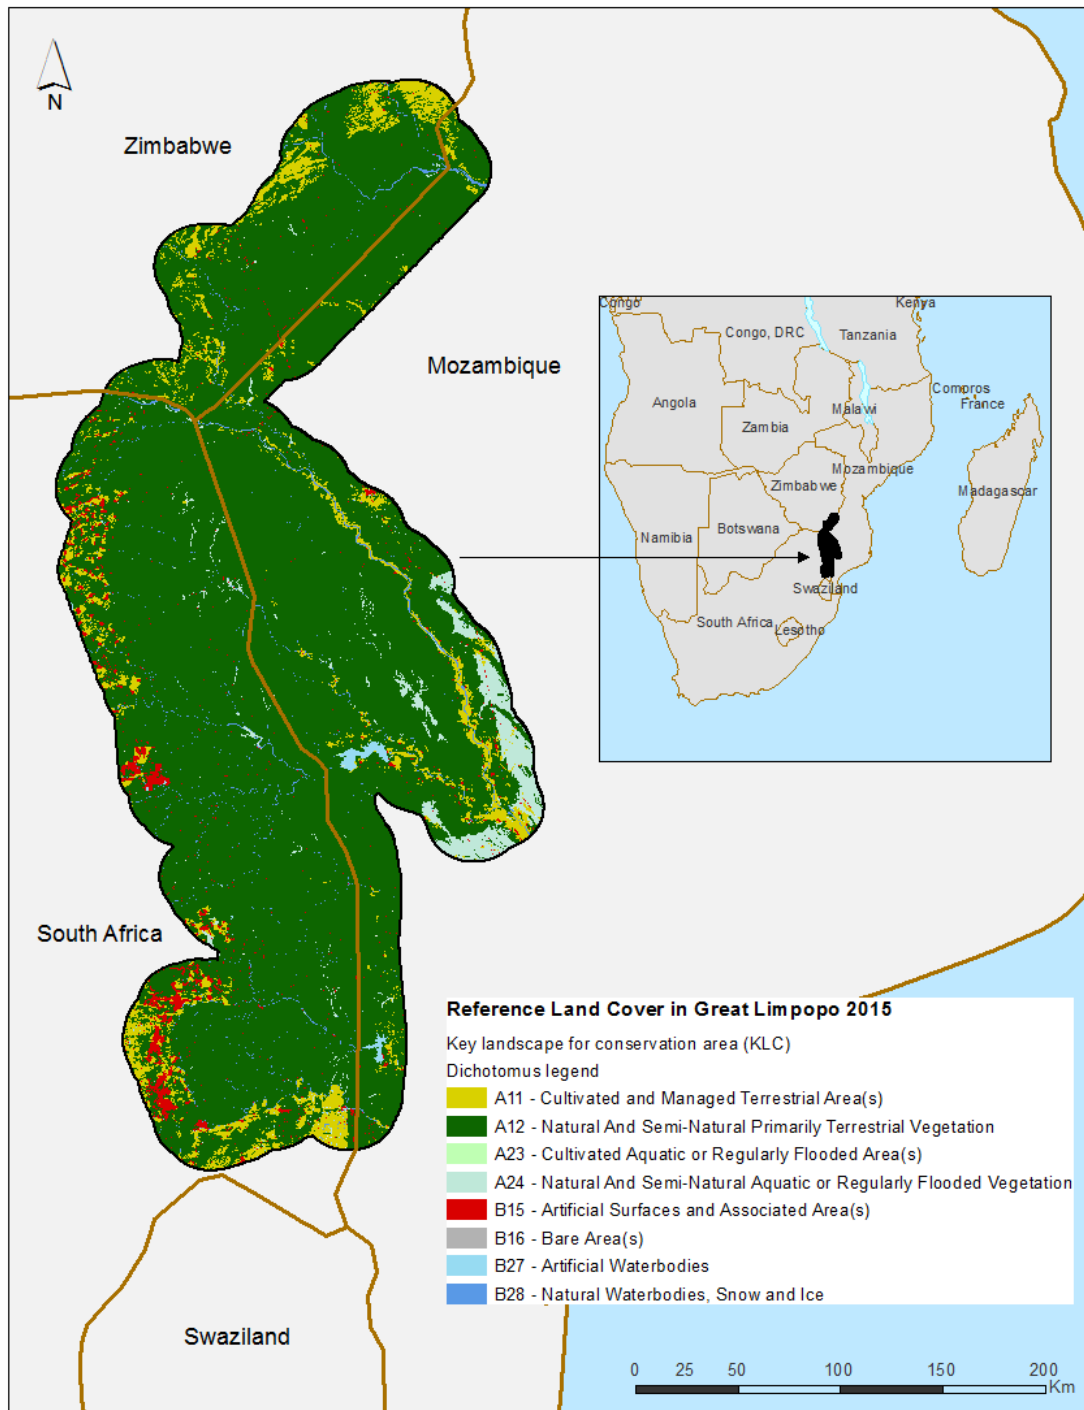 N
Zimbabwe
Mozambique
South Africa
Swaziland
Congo
Kenya
Congo, DRC
Tanzania
Comoros
France
Angola
Malawi
Zambia
Mozambique
Zimbabwe
Madagascar
Botswana
Namibia
Swaziland
South Africa
Lesotho
Reference Land Cover in Great Limpopo 2015
Key landscape for conservation area (KLC)
Dichotomus legend
A11 - Cultivated and Managed Terrestrial Area(s)
A12 - Natural And Semi-Natural Primarily Terrestrial Vegetation
A23 - Cultivated Aquatic or Regularly Flooded Area(s)
A24 - Natural And Semi-Natural Aquatic or Regularly Flooded Vegetation
B15 - Artificial Surfaces and Associated Area(s)
B16 - Bare Area(s)
B27 - Artificial Waterbodies
B28 - Natural Waterbodies, Snow and Ice
0 25 50 100 150 200
Km